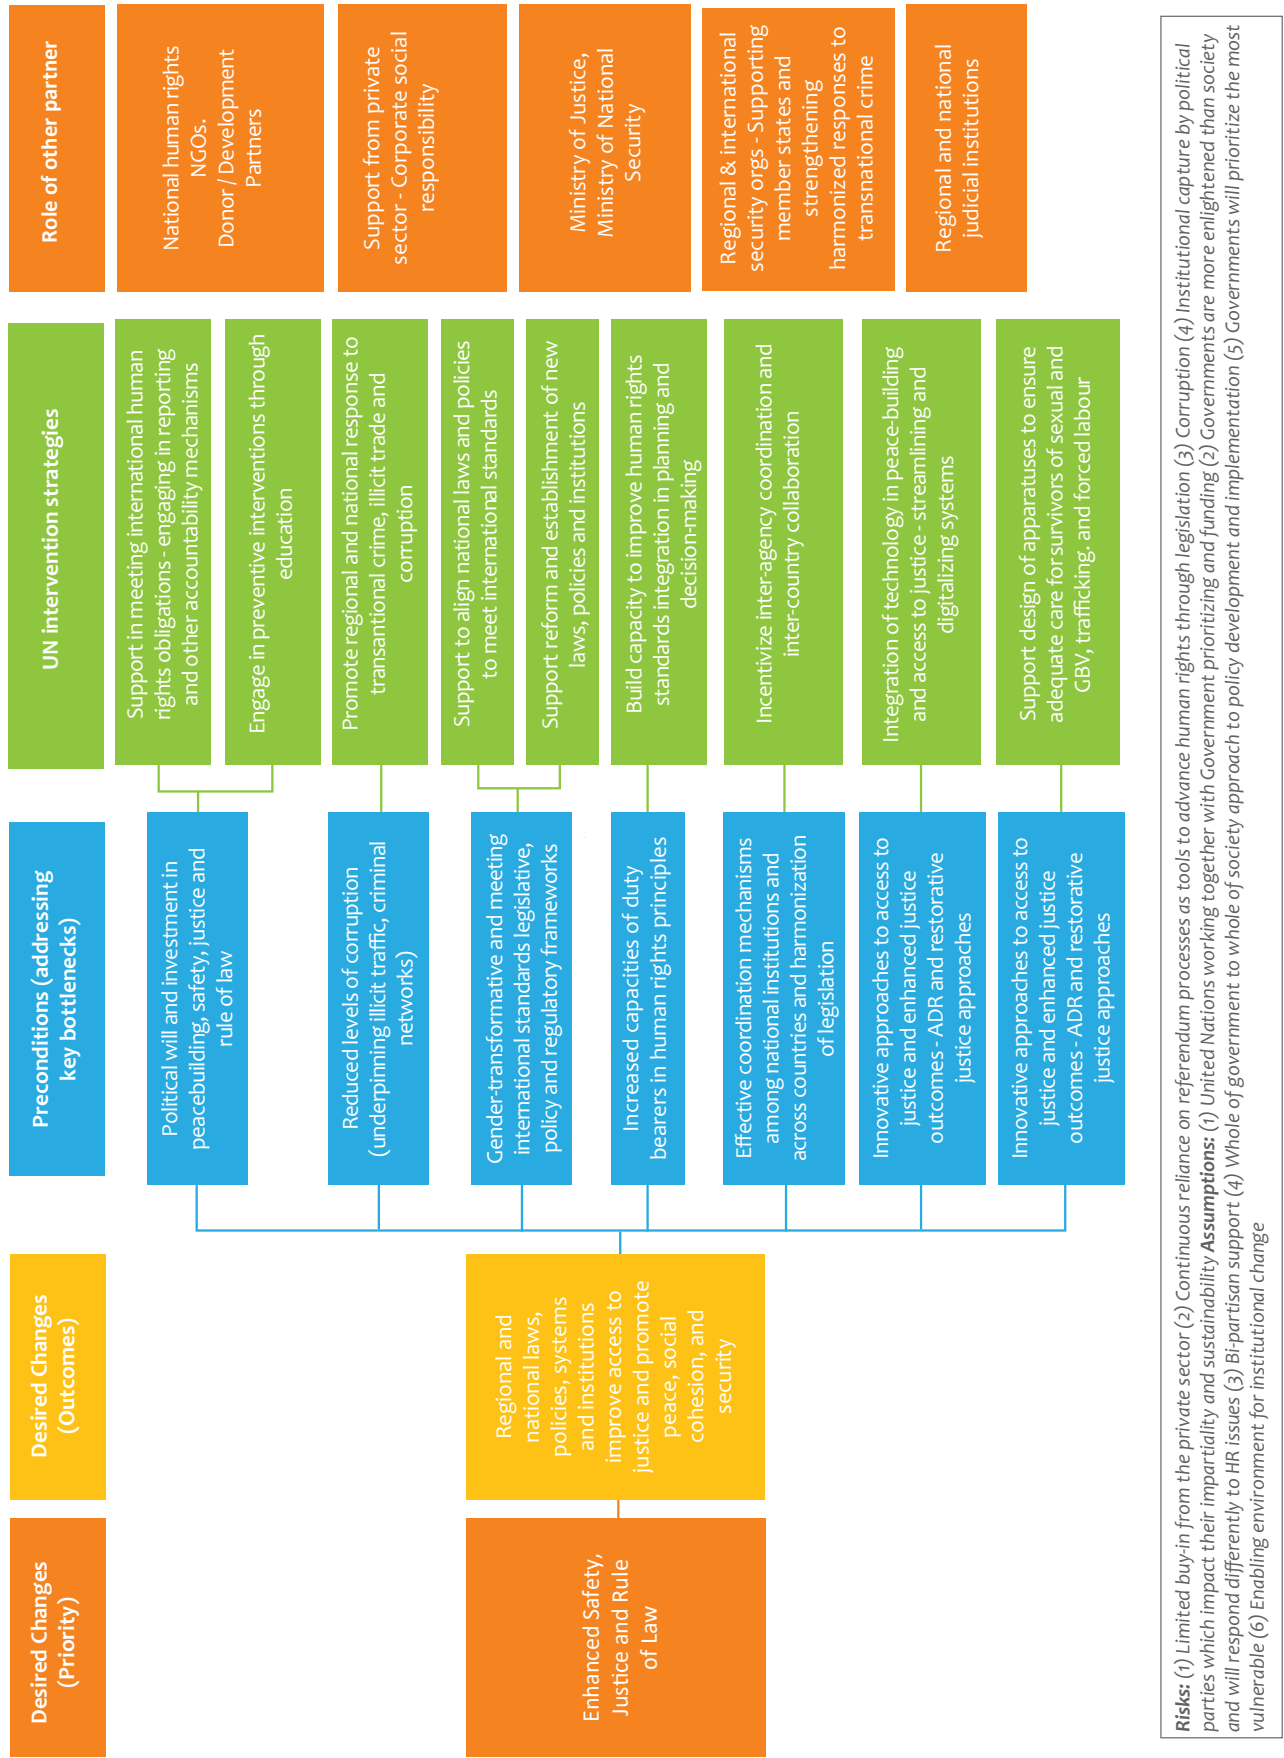 Desired Changes
(Priority)
Desired Changes
(Outcomes)
Preconditions (addressing
key bottlenecks)
UN intervention strategies
Role of other partner
Enhanced Safety,
Justice and Rule
of Law
Regional and
national laws,
policies, systems
and institutions
improve access to
justice and promote
peace, social
cohesion, and
security
Political will and investment in
peacebuilding, safety, justice and
rule of law
Reduced levels of corruption
(underpinning illicit traffic, criminal
networks)
Gender-transformative and meeting
international standards legislative,
policy and regulatory frameworks
Increased capacities of duty
bearers in human rights principles
Effective coordination mechanisms
among national institutions and
across countries and harmonization
of legislation
Innovative approaches to access to
justice and enhanced justice
outcomes - ADR and restorative
justice approaches
Innovative approaches to access to
justice and enhanced justice
outcomes - ADR and restorative
justice approaches
Support in meeting international human
rights obligations - engaging in reporting
and other accountability mechanisms
Engage in preventive interventions through
education
Promote regional and national response to
transantional crime, illicit trade and
corruption
Support to align national laws and policies
to meet international standards
Support reform and establishment of new
laws, policies and institutions
Build capacity to improve human rights
standards integration in planning and
decision-making
Incentivize inter-agency coordination and
inter-country collaboration
Integration of technology in peace-building
and access to justice - streamlining and
digitalizing systems
Support design of apparatuses to ensure
adequate care for survivors of sexual and
GBV, trafficking. and forced labour
National human rights
NGOs.
Donor / Development
Partners
Support from private
sector - Corporate social
responsibility
Ministry of Justice,
Ministry of National
Security
Regional & international
security orgs - Supporting
member states and
strengthening
harmonized responses to
transnational crime
Regional and national
judicial institutions
Risks: (1) Limited buy-in from the private sector (2) Continuous reliance on referendum processes as tools to advance human rights through legislation (3) Corruption (4) Institutional capture by political
parties which impact their impartiality and sustainability Assumptions: (1) United Nations working together with Government prioritizing and funding (2) Governments are more enlightened than society
and will respond differently to HR issues (3) Bi-partisan support (4) Whole of government to whole of society approach to policy development and implementation (5) Governments will prioritize the most
vulnerable (6) Enabling environment for institutional change